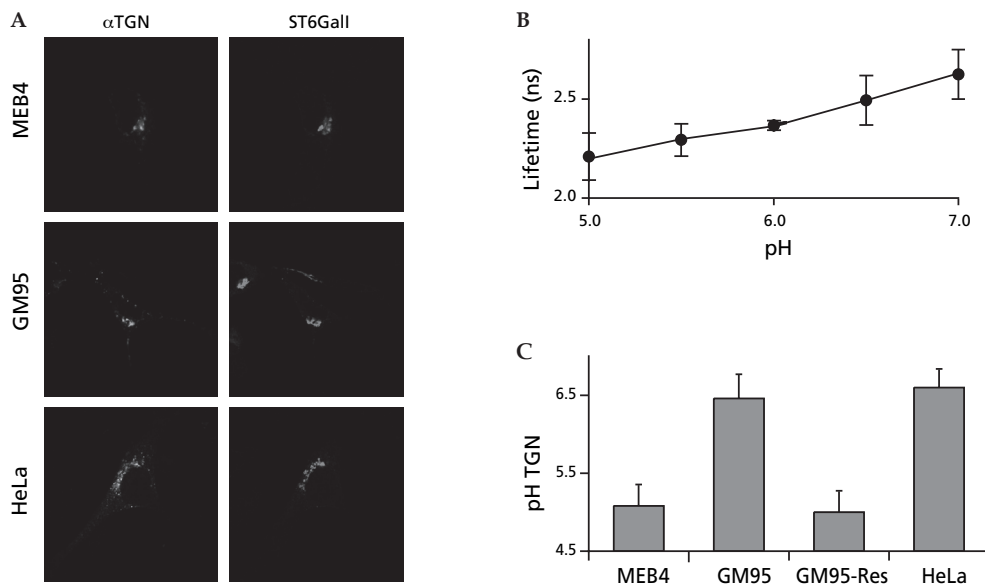 A
αTGN
ST6GalI
MEB4
GM95
HeLa
B
Lifetime (ns)
2.5
2.0
5.0
6.0
7.0
pH
C
pH TGN
6.5
5.5
4.5
MEB4
GM95
GM95-Res
HeLa